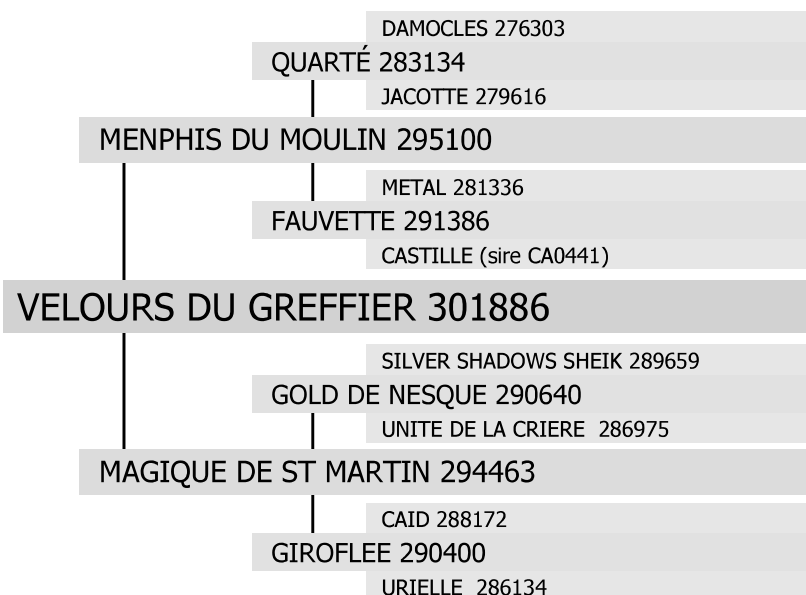 DAMOCLES 276303
QUARTÉ 283134
JACOTTE 279616
MENPHIS DU MOULIN 295100
METAL 281336
FAUVETTE 291386
CASTILLE (sire CA0441)
VELOURS DU GREFFIER 301886
SILVER SHADOWS SHEIK 289659
GOLD DE NESQUE 290640
UNITE DE LA CRIERE 286975
MAGIQUE DE ST MARTIN 294463
CAID 288172
GIROFLEE 290400
URIELLE 286134